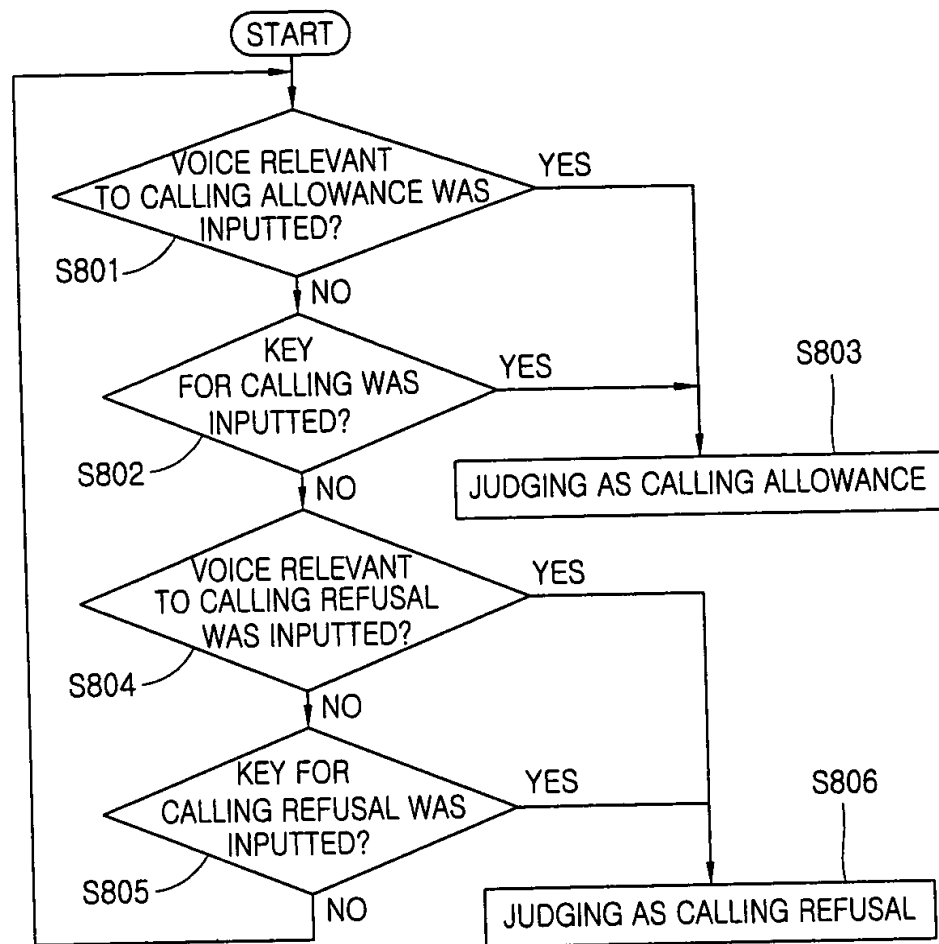 START
VOICE RELEVANT
TO CALLING ALLOWANCE WAS
INPUTTED?
YES
S801
NO
KEY
FOR CALLING WAS
INPUTTED?
YES
S803
S802
JUDGING AS CALLING ALLOWANCE
NO
VOICE RELEVANT
TO CALLING REFUSAL
WAS INPUTTED?
YES
S804
NO
KEY FOR
CALLING REFUSAL WAS
INPUTTED?
YES
S806
S805
NO
JUDGING AS CALLING REFUSAL